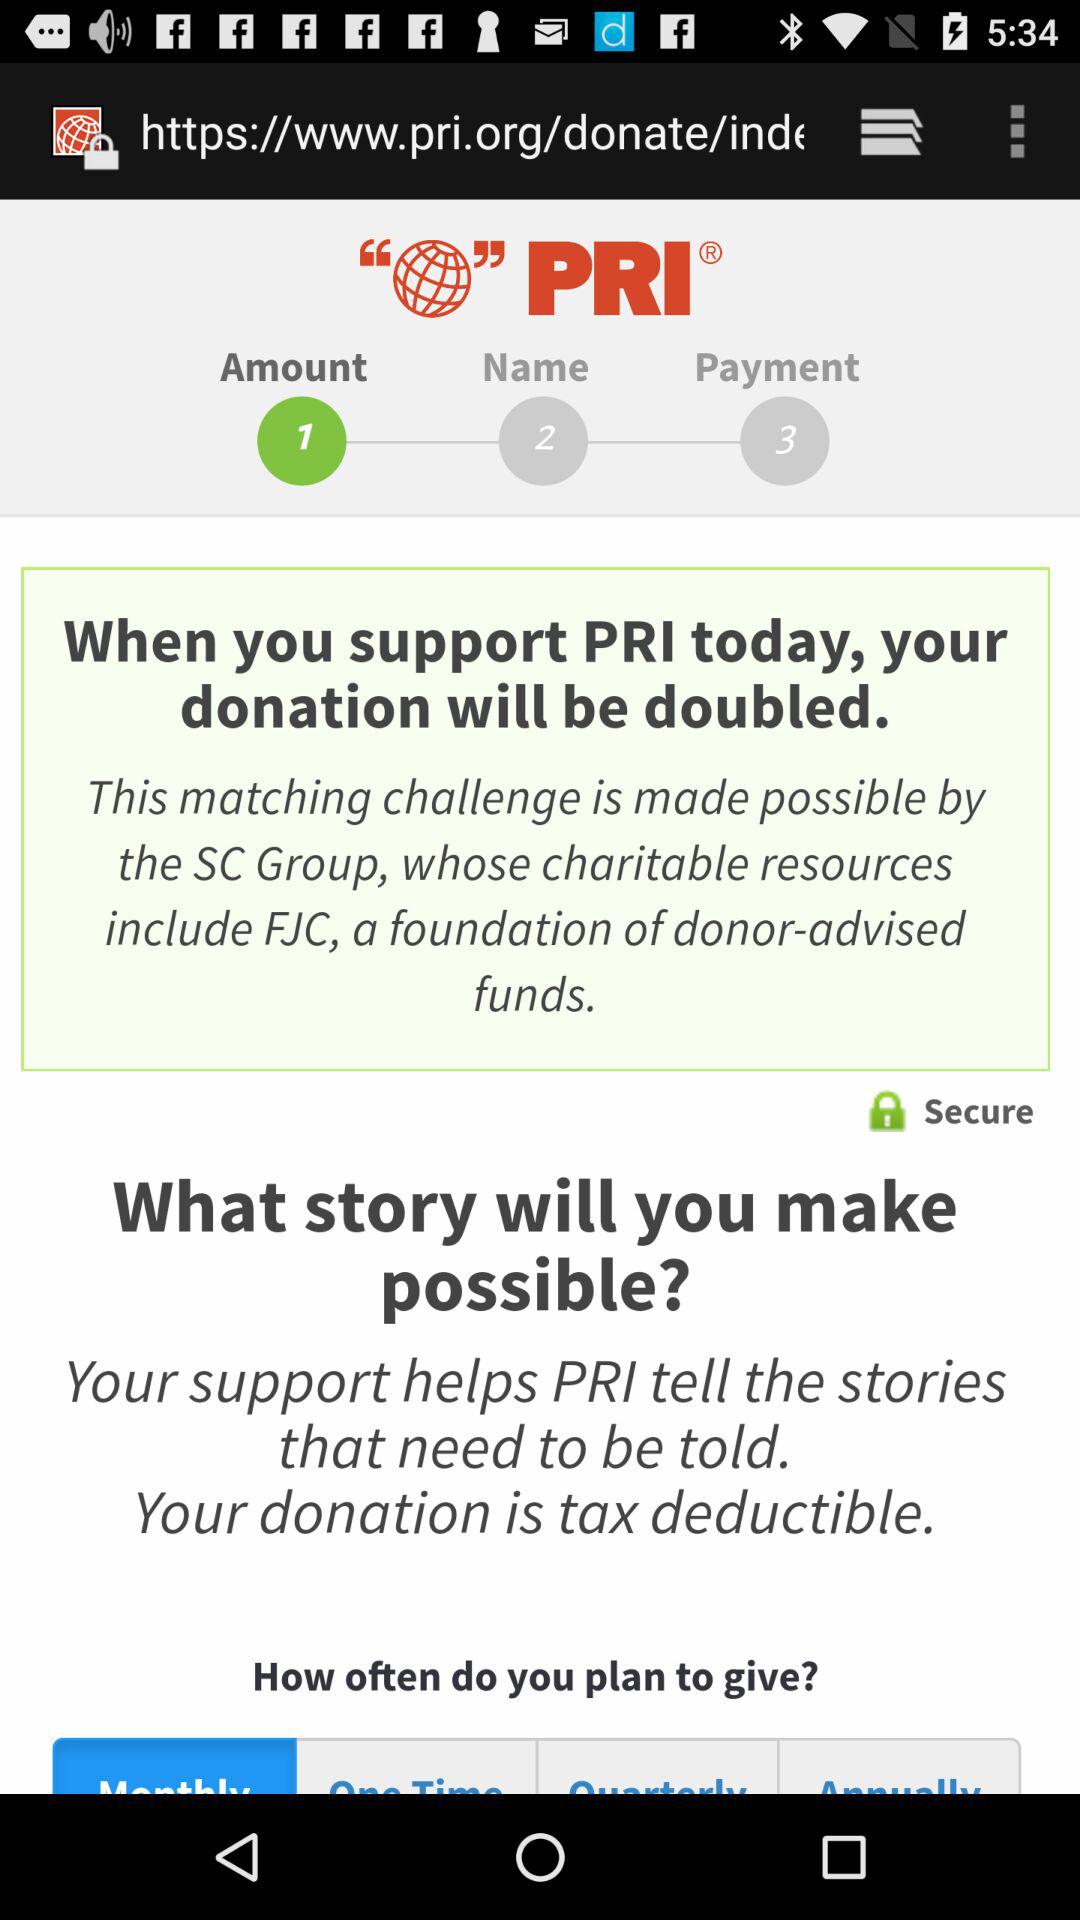 5:34
https://www.pri.org/donate/inde
“ ” PRI®
Amount Name Payment
1 2 3
When you support PRI today, your
donation will be doubled.
This matching challenge is made possible by
the SC Group, whose charitable resources
include FJC, a foundation of donor-advised
funds.
Secure
What story will you make
possible?
Your support helps PRI tell the stories
that need to be told.
Your donation is tax deductible.
How often do you plan to give?
Monthly One Time Quarterly Annually